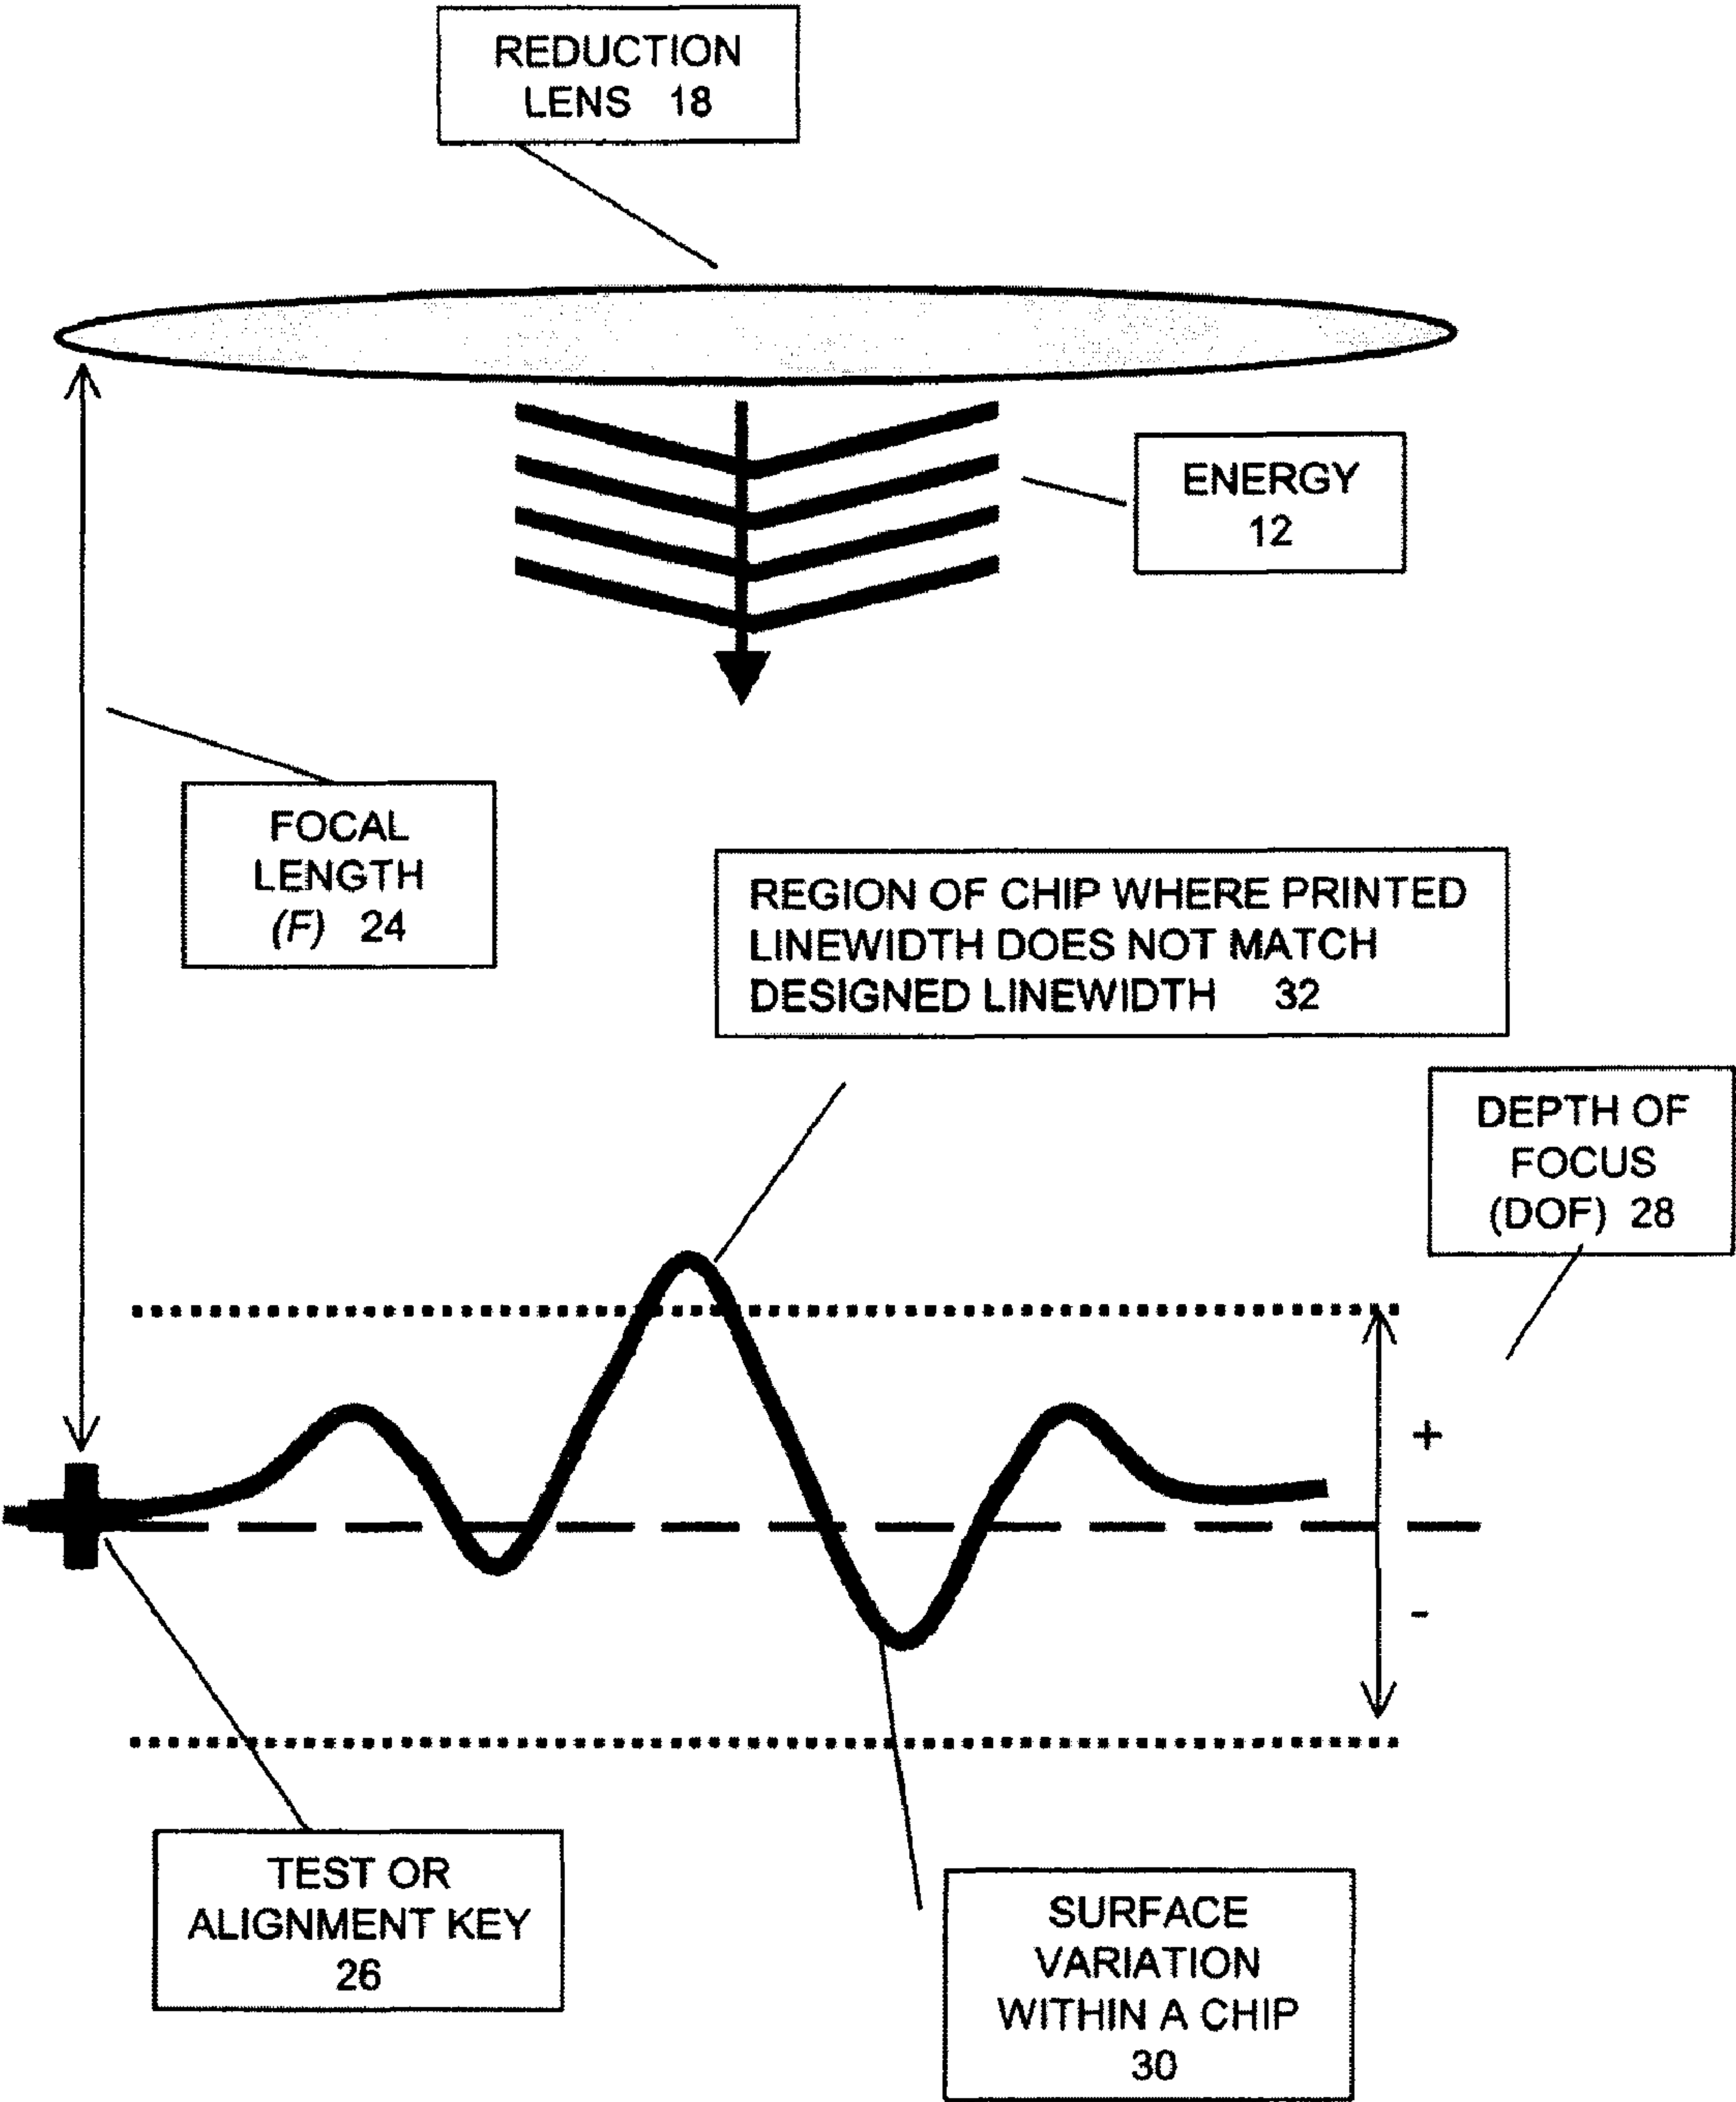 REDUCTION
LENS 18
ENERGY
12
FOCAL
LENGTH
(F) 24
REGION OF CHIP WHERE PRINTED
LINEWIDTH DOES NOT MATCH
DESIGNED LINEWIDTH 32
DEPTH OF
FOCUS
(DOF) 28
+
-
TEST OR
ALIGNMENT KEY
26
SURFACE
VARIATION
WITHIN A CHIP
30